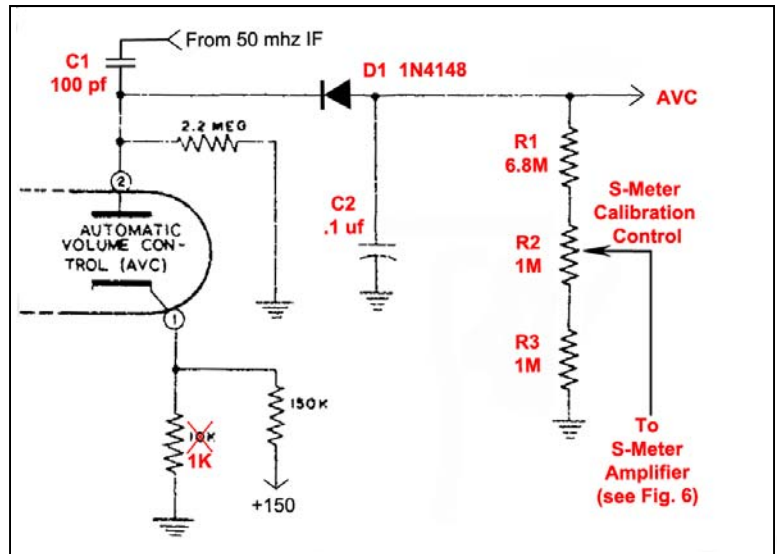 From 50 mhz IF
C1
100 pf
D1 1N4148
AVC
2.2 MEG
R1
6.8M
2
S-Meter
Calibration
Control
C2
.1 uf
AUTOMATIC
VOLUME CON-
TROL (AVC)
R2
1M
1
R3
1M
150K
10K
1K
+150
To
S-Meter
Amplifier
(see Fig. 6)